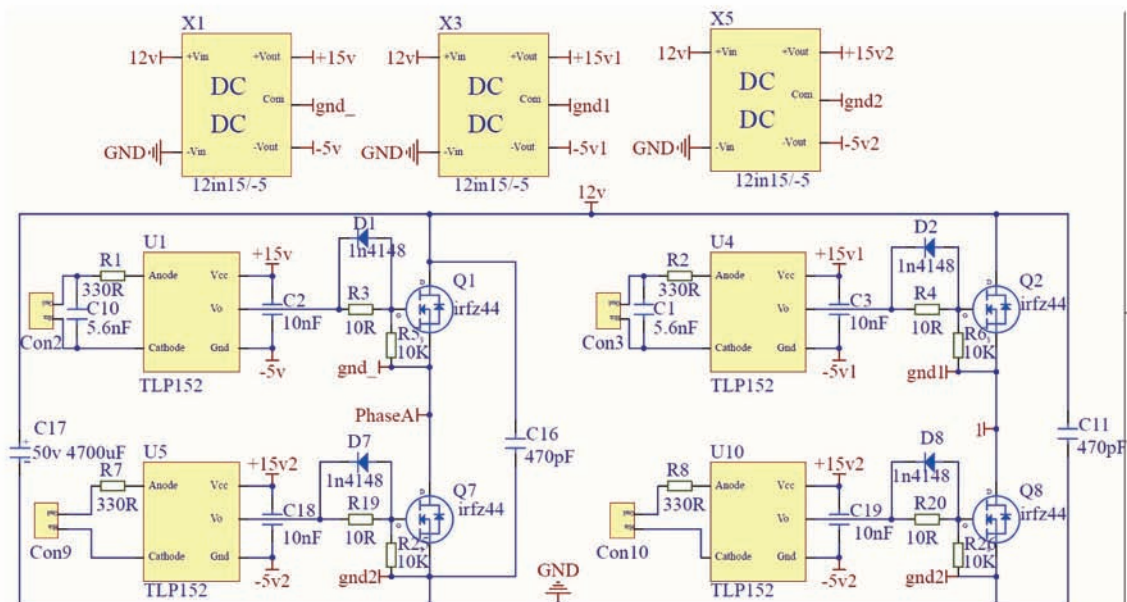 X1
+Vin
+Vout
12v
+15v
DC
Com
gnd_
DC
GND
-Vin
-Vout
-5v
12in15/-5
X3
+Vin
+Vout
12v
+15v1
DC
Com
gnd1
DC
GND
-Vin
-Vout
-5v1
12in15/-5
X5
+Vin
+Vout
12v
+15v2
DC
Com
gnd2
DC
GND
-Vin
-Vout
-5v2
12in15/-5
12v
U1
+15v
D1
1n4148
R1
330R
Anode
Vcc
C10
5.6nF
Con2
Vo
C2
10nF
R3
10R
Q1
irfz44
R5
10K
Cathode
Gnd
-5v
gnd_
TLP152
PhaseA
U4
+15v1
D2
1n4148
R2
330R
Anode
Vcc
C1
5.6nF
Con3
Vo
C3
10nF
R4
10R
Q2
irfz44
R6
10K
Cathode
Gnd
-5v1
gnd1
TLP152
1
C17
50v 4700uF
C16
470pF
C11
470pF
U5
+15v2
D7
1n4148
R7
330R
Anode
Vcc
Con9
Vo
C18
10nF
R19
10R
Q7
irfz44
10K
Cathode
Gnd
-5v2
gnd2
TLP152
GND
U10
+15v2
D8
1n4148
R8
330R
Anode
Vcc
Con10
Vo
C19
10nF
R20
10R
Q8
irfz44
10K
Cathode
Gnd
-5v2
gnd2
TLP152